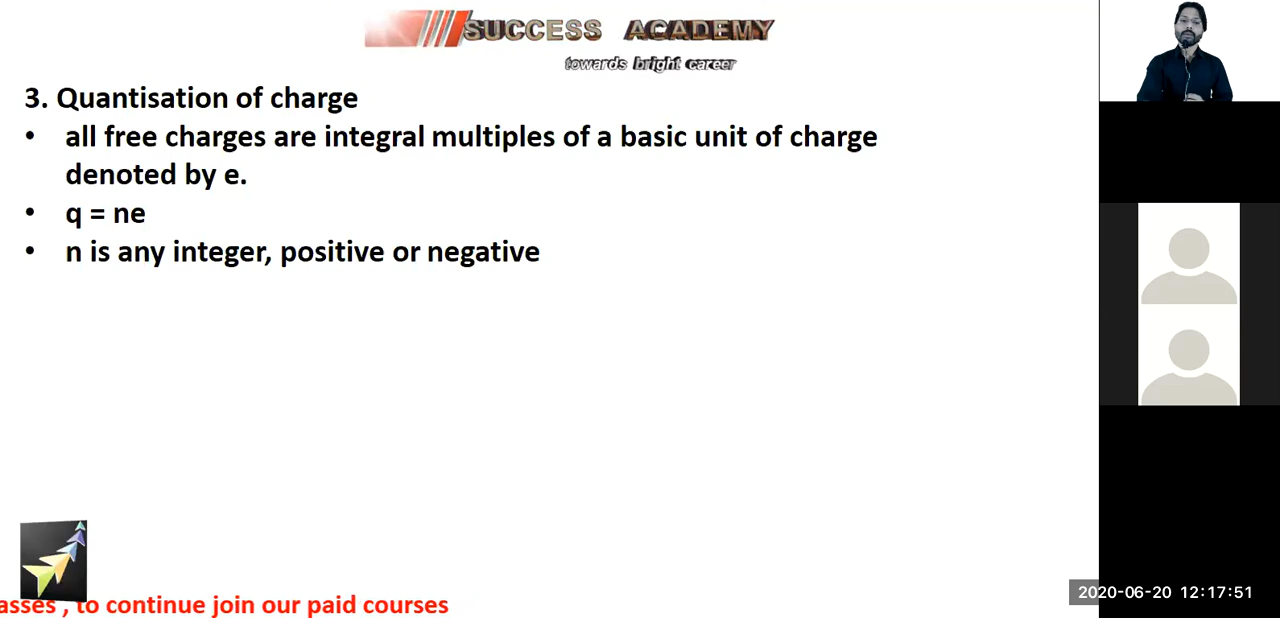 SUCCESS ACADEMY
towards bright career
3. Quantisation of charge
• all free charges are integral multiples of a basic unit of charge
denoted by e.
• q = ne
• n is any integer, positive or negative
asses , to continue join our paid courses
2020-06-20 12:17:51